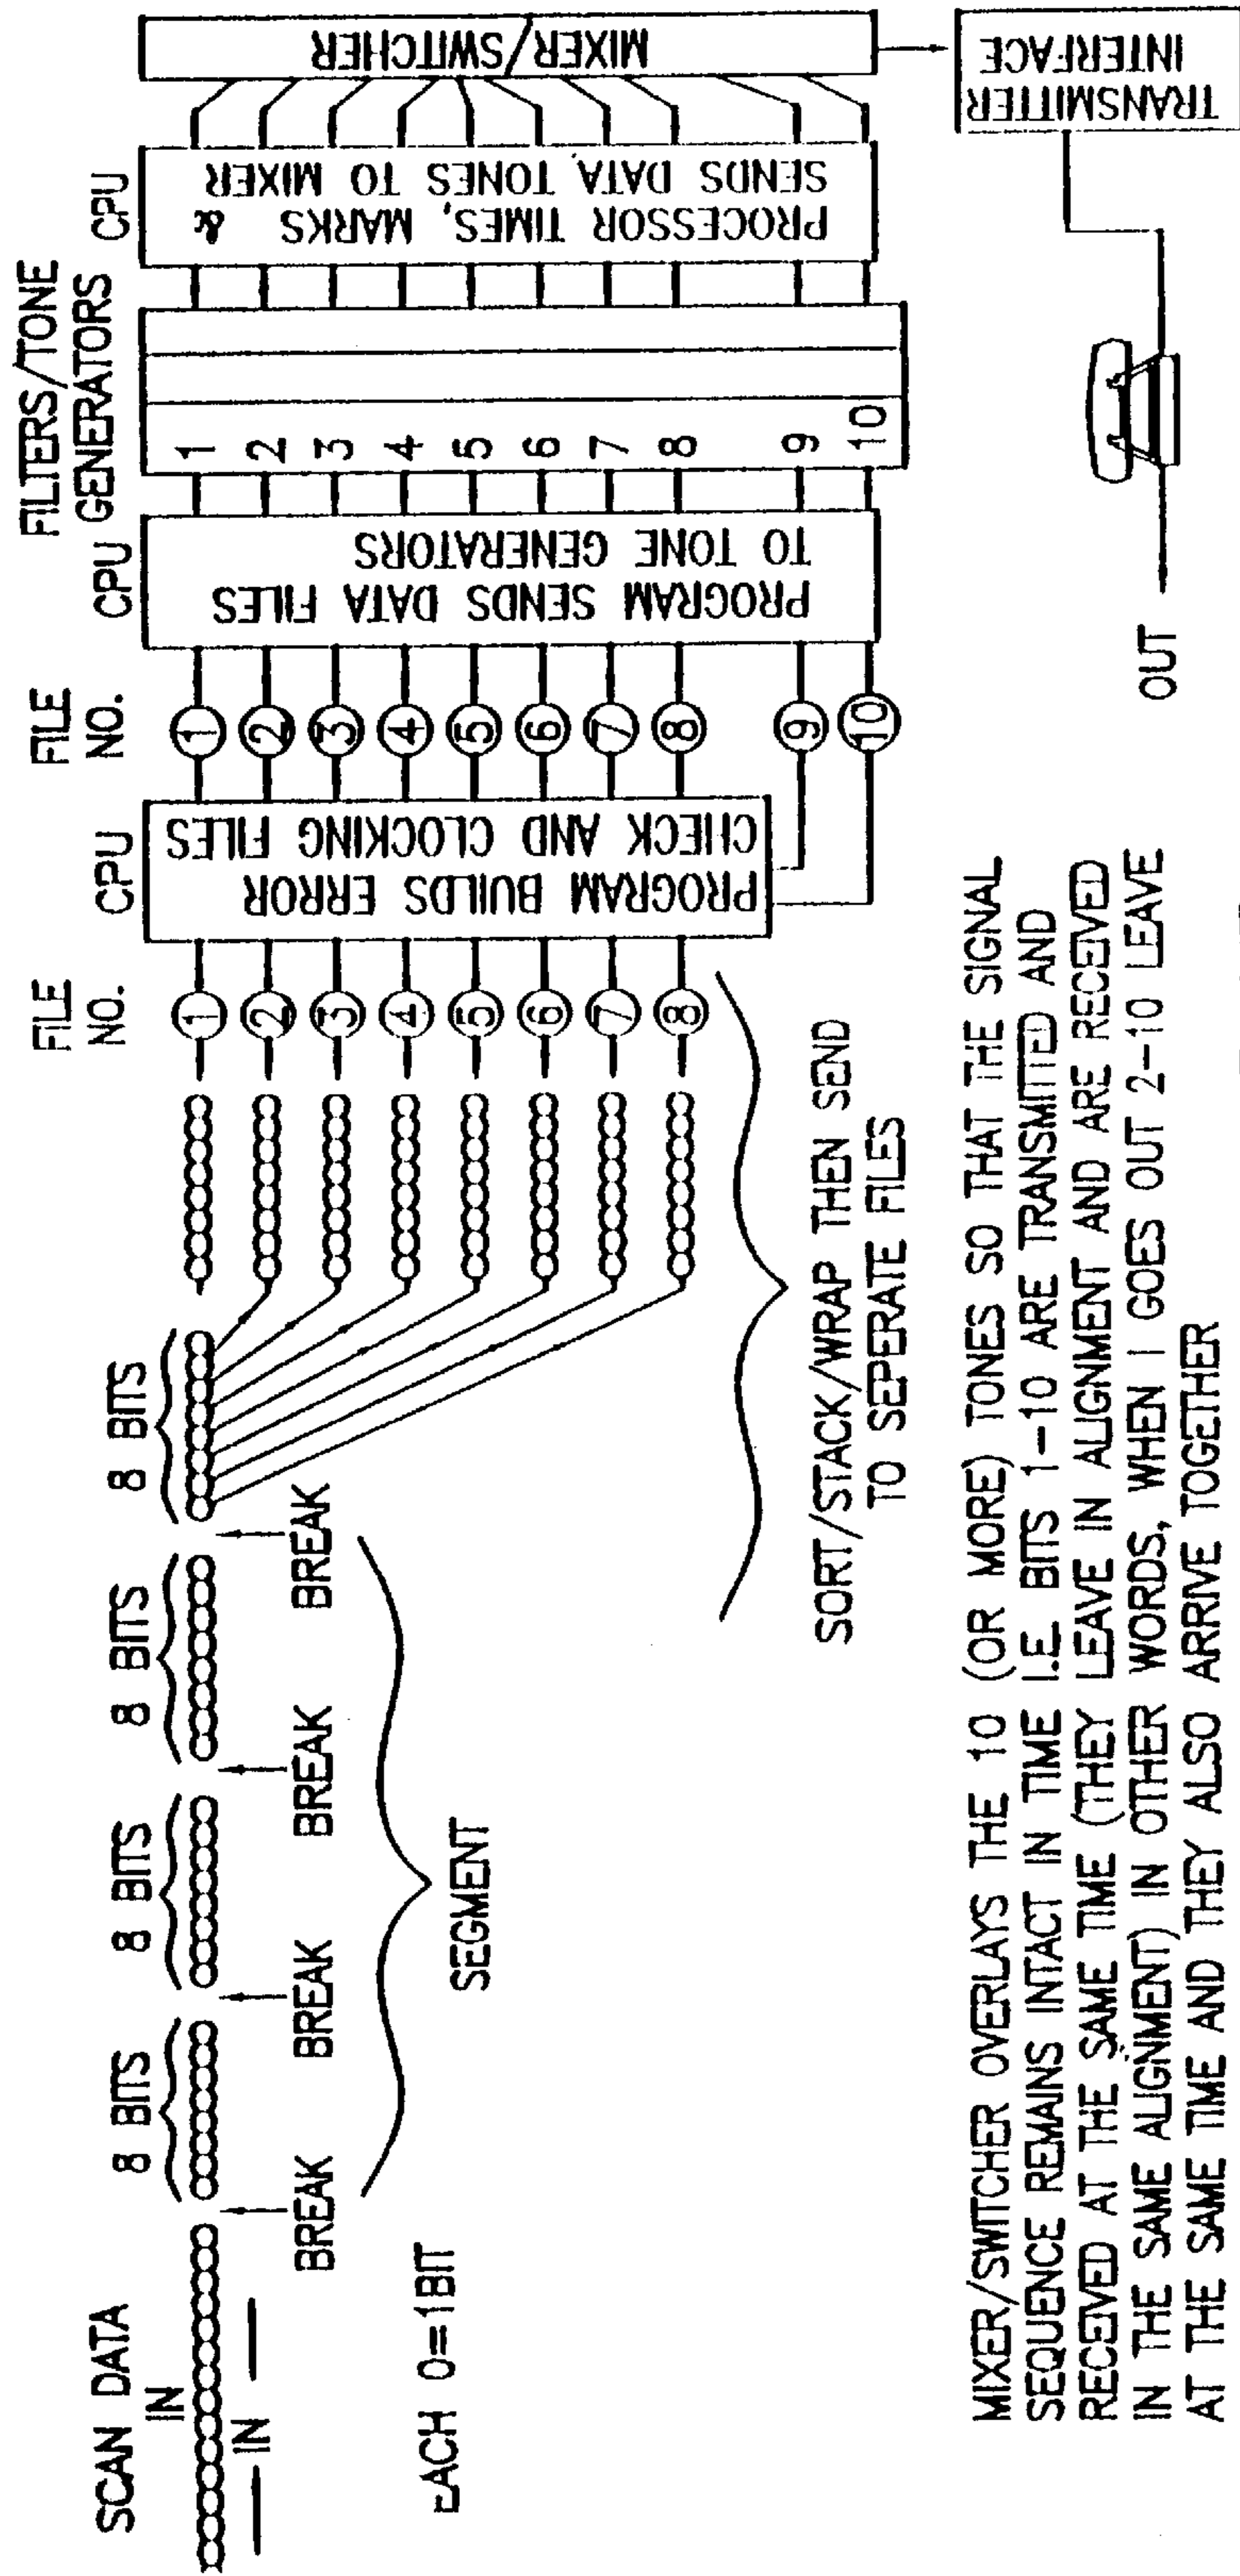 SCAN DATA
IN
IN
EACH 0=1BIT
8 BITS
8 BITS
8 BITS
8 BITS
BREAK
BREAK
BREAK
BREAK
SEGMENT
SORT/STACK/WRAP THEN SEND
TO SEPERATE FILES
FILE
NO.
1
2
3
4
5
6
7
8
CPU
PROGRAM BUILDS ERROR
CHECK AND CLOCKING FILES
FILE
NO.
1
2
3
4
5
6
7
8
9
10
CPU
PROGRAM SENDS DATA FILES
TO TONE GENERATORS
FILTERS/TONE
GENERATORS
1
2
3
4
5
6
7
8
9
10
CPU
PROCESSOR TIMES, MARKS &
SENDS DATA TONES TO MIXER
MIXER/SWITCHER
TRANSMITTER
INTERFACE
OUT
MIXER/SWITCHER OVERLAYS THE 10 (OR MORE) TONES SO THAT THE SIGNAL
SEQUENCE REMAINS INTACT IN TIME I.E. BITS 1-10 ARE TRANSMITTED AND
RECEIVED AT THE SAME TIME (THEY LEAVE IN ALIGNMENT AND ARE RECEIVED
IN THE SAME ALIGNMENT) IN OTHER WORDS, WHEN 1 GOES OUT 2-10 LEAVE
AT THE SAME TIME AND THEY ALSO ARRIVE TOGETHER